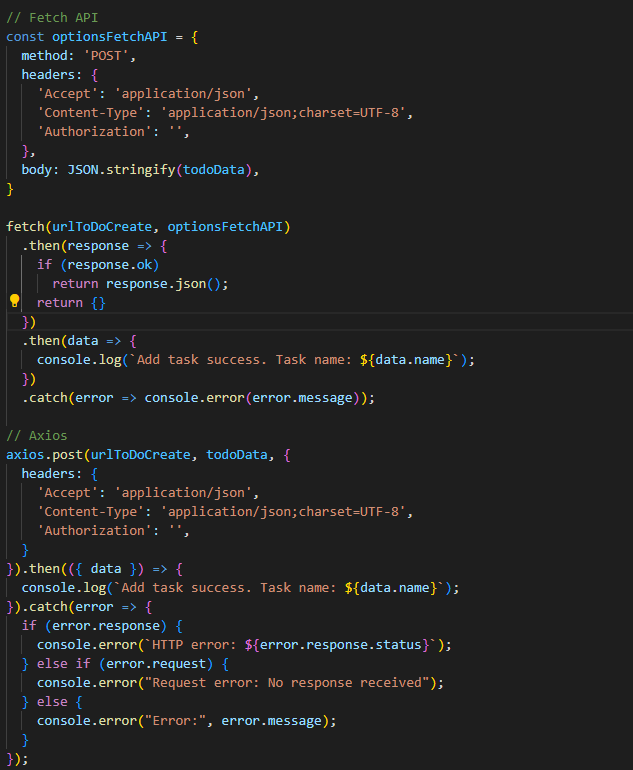 // Fetch API
const optionsFetchAPI = {
  method: 'POST',
  headers: {
    'Accept': 'application/json',
    'Content-Type': 'application/json;charset=UTF-8',
    'Authorization': '',
  },
  body: JSON.stringify(todoData),
}

fetch(urlToDoCreate, optionsFetchAPI)
  .then(response => {
    if (response.ok)
      return response.json();
    return {}
  })
  .then(data => {
    console.log(`Add task success. Task name: ${data.name}`);
  })
  .catch(error => console.error(error.message));

// Axios
axios.post(urlToDoCreate, todoData, {
  headers: {
    'Accept': 'application/json',
    'Content-Type': 'application/json;charset=UTF-8',
    'Authorization': '',
  }
}).then(({ data }) => {
  console.log(`Add task success. Task name: ${data.name}`);
}).catch(error => {
  if (error.response) {
    console.error(`HTTP error: ${error.response.status}`);
  } else if (error.request) {
    console.error("Request error: No response received");
  } else {
    console.error("Error:", error.message);
  }
});